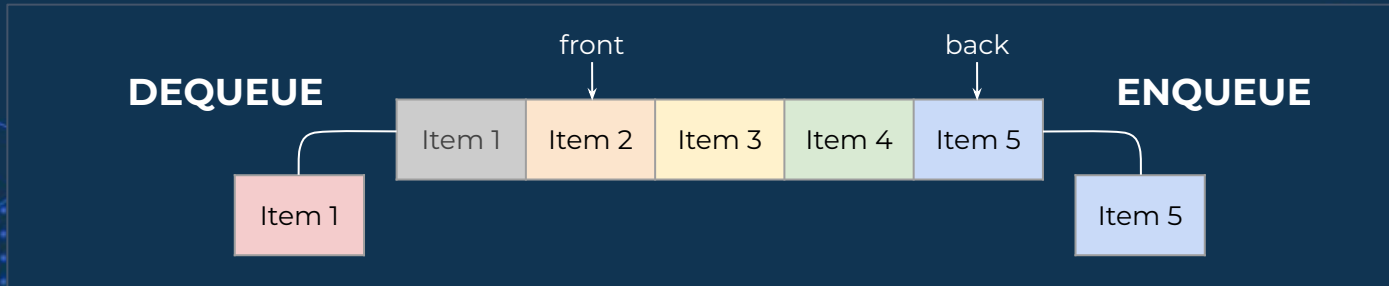 front
back
DEQUEUE
ENQUEUE
Item 1
Item 2
Item 3
Item 4
Item 5
Item 1
Item 5